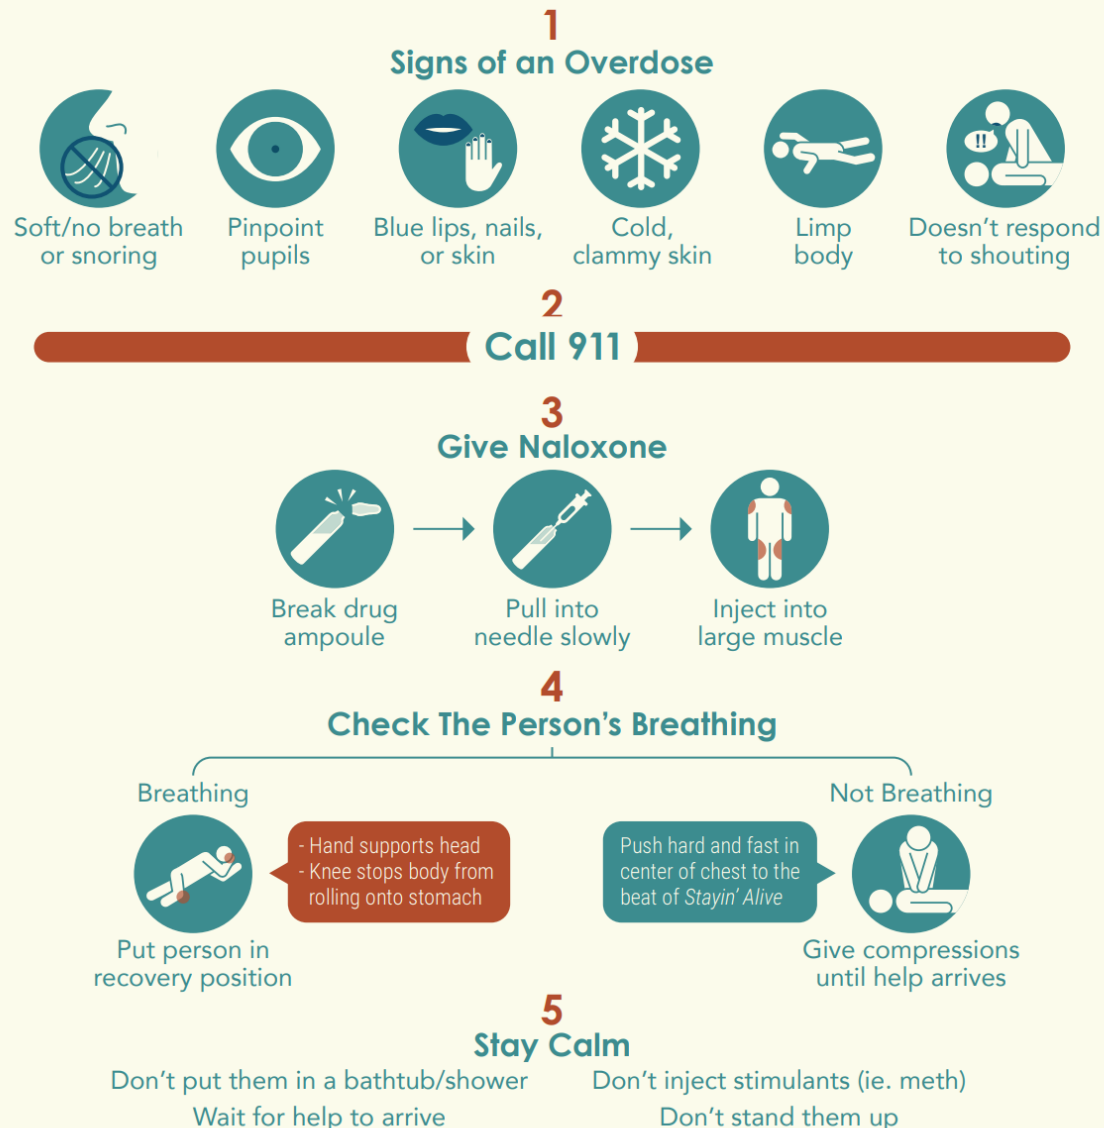 1
Signs of an Overdose
!!
Soft/no breath
or snoring
Pinpoint
pupils
Blue lips, nails,
or skin
Cold,
clammy skin
Limp
body
Doesn't respond
to shouting
2
Call 911
3
Give Naloxone
Break drug
ampoule
Pull into
needle slowly
Inject into
large muscle
4
Check The Person's Breathing
Breathing
- Hand supports head
- Knee stops body from
rolling onto stomach
Put person in
recovery position
Not Breathing
Push hard and fast in
center of chest to the
beat of Stayin' Alive
Give compressions
until help arrives
5
Stay Calm
Don't put them in a bathtub/shower
Don't inject stimulants (ie. meth)
Wait for help to arrive
Don't stand them up